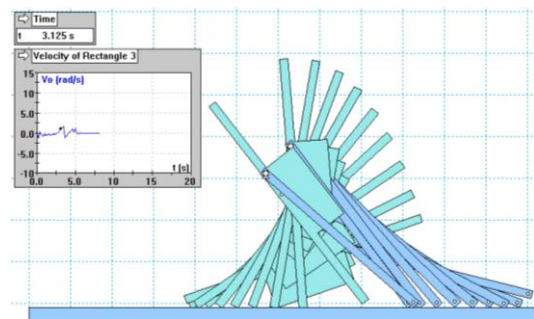 Time
t 3.125 s
Velocity of Rectangle 3
15
Vo (rad/s)
10
5.0
0.0
-5.0
-10
0.0 5.0 10 15 20
t (s)